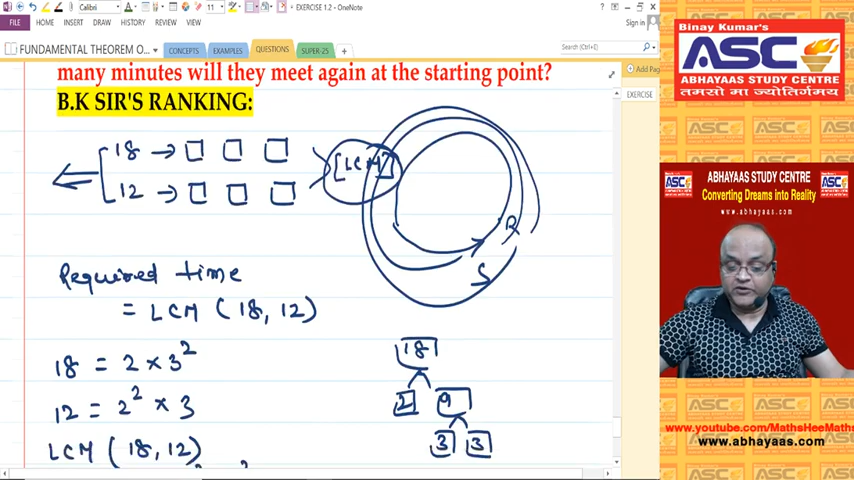 Calibri
11
EXERCISE 1.2 - OneNote
FILE
HOME
INSERT
DRAW
HISTORY
REVIEW
VIEW
Sign in
FUNDAMENTAL THEOREM O...
CONCEPTS
EXAMPLES
QUESTIONS
SUPER-25
+
Search (Ctrl+E)
Add Pag
EXERCISE
many minutes will they meet again at the starting point?
B.K SIR'S RANKING:
18 →
12 →
[LCM]
R
S
Required time
= LCM (18, 12)
18 = 2 × 3²
12 = 2² × 3
LCM (18, 12)
18
2 9
3 3
Binay Kumar's
ASC
ABHAYAAS STUDY CENTRE
तमसो मा ज्योतिर्गमय
ABHAYAAS STUDY CENTRE
ASC
ASC
Converting Dreams into Reality
www.abhayaas.com
www.youtube.com/MathsHeeMaths
www.abhayaas.com